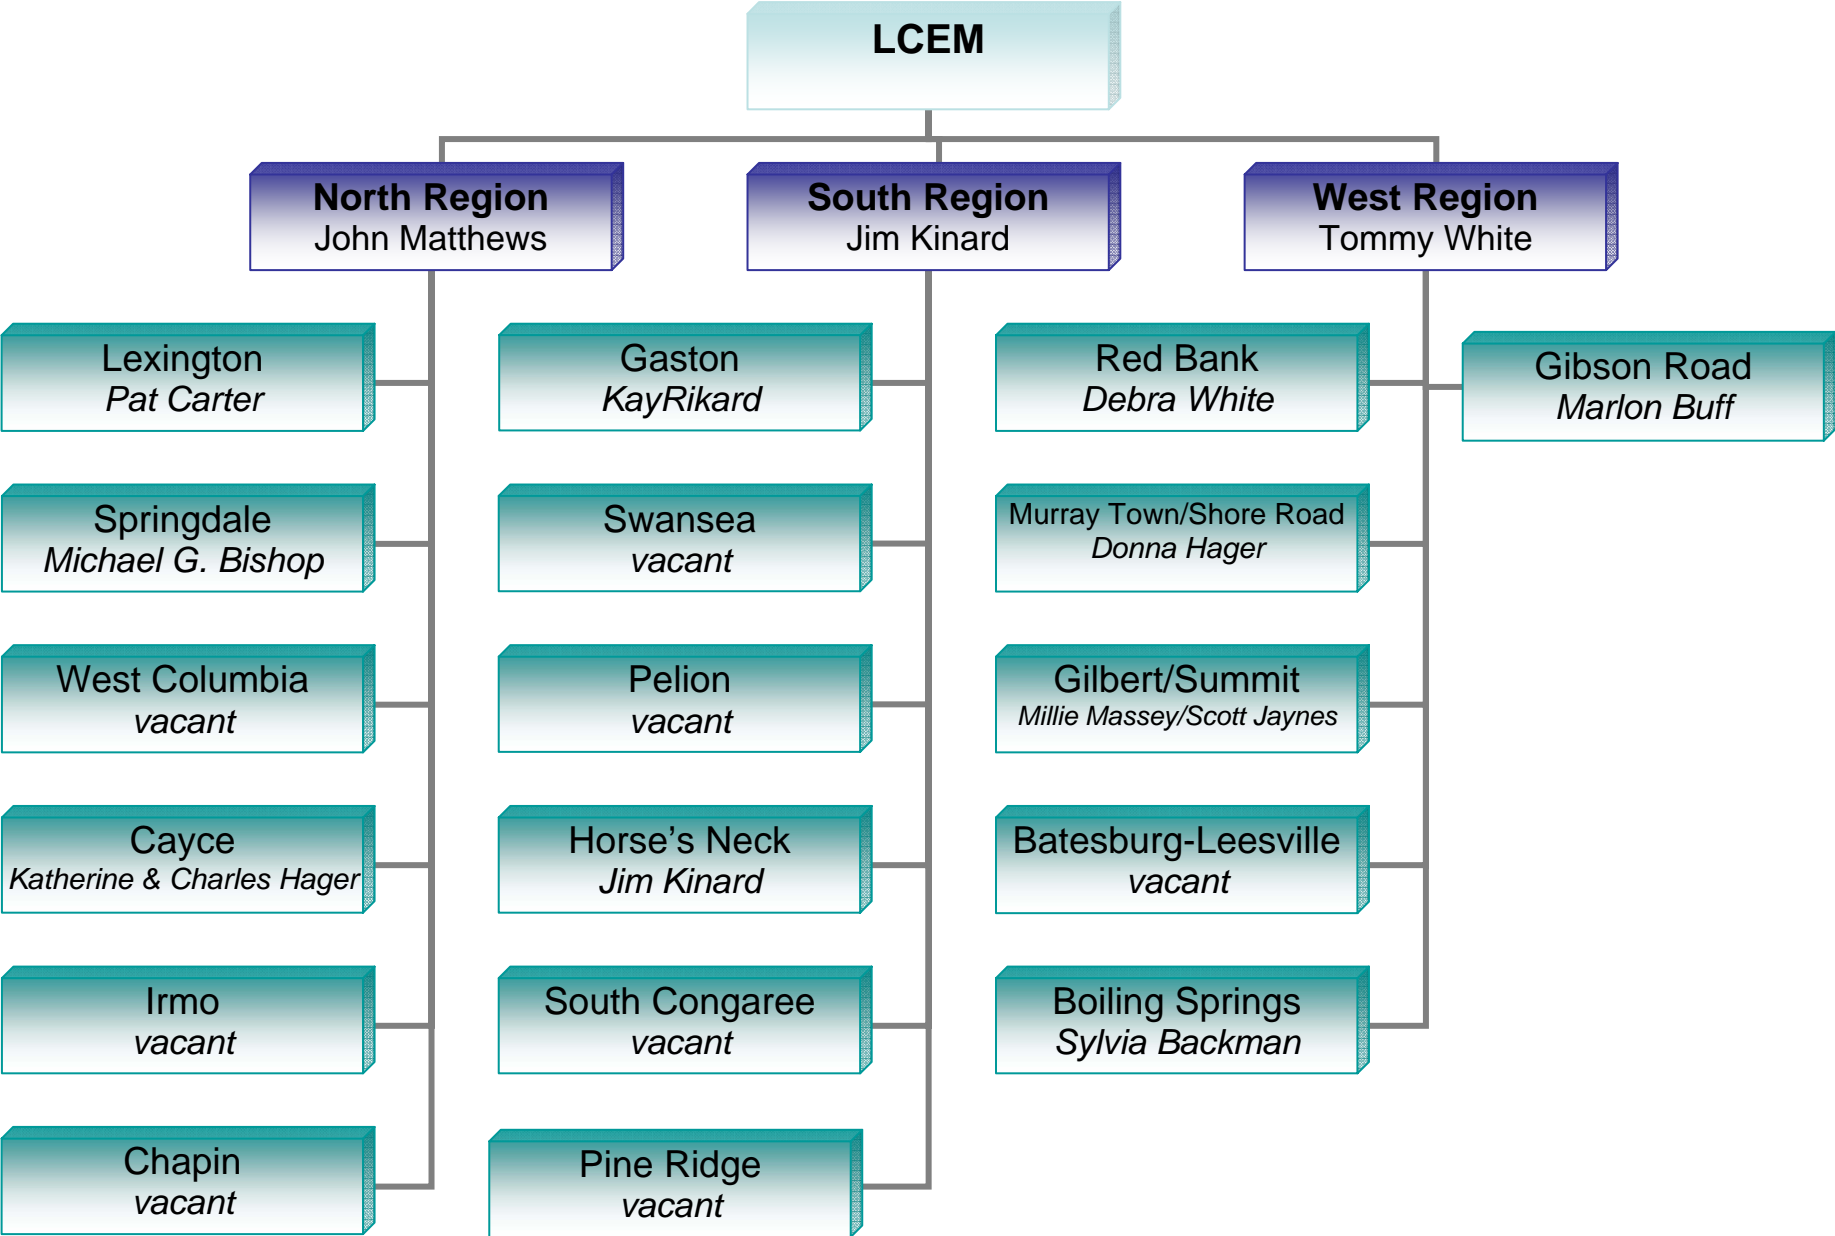 LCEM
North Region
John Matthews
South Region
Jim Kinard
West Region
Tommy White
Lexington
Pat Carter
Gaston
KayRikard
Red Bank
Debra White
Gibson Road
Marlon Buff
Springdale
Michael G. Bishop
Swansea
vacant
Murray Town/Shore Road
Donna Hager
West Columbia
vacant
Pelion
vacant
Gilbert/Summit
Millie Massey/Scott Jaynes
Cayce
Katherine & Charles Hager
Horse’s Neck
Jim Kinard
Batesburg-Leesville
vacant
Irmo
vacant
South Congaree
vacant
Boiling Springs
Sylvia Backman
Chapin
vacant
Pine Ridge
vacant